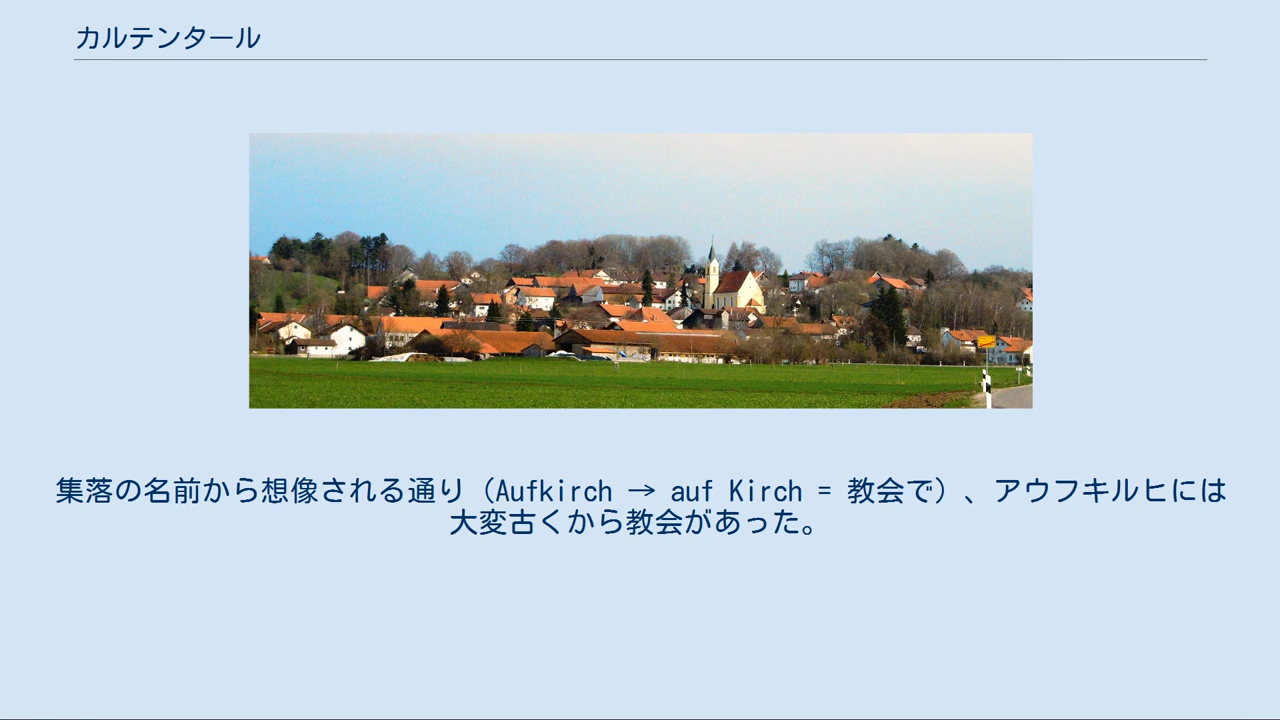 カルテンタール
集落の名前から想像される通り（Aufkirch → auf Kirch = 教会で）、アウフキルヒには
大変古くから教会があった。